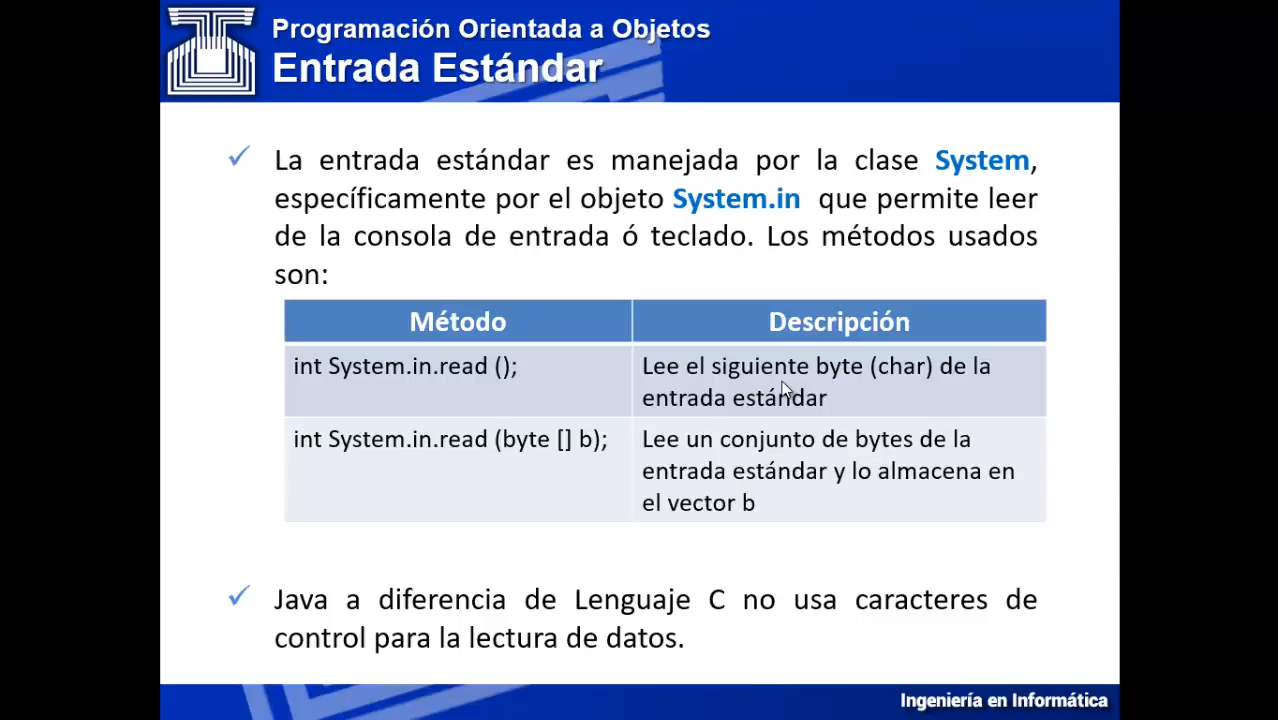 Programación Orientada a Objetos
Entrada Estándar
La entrada estándar es manejada por la clase System,
específicamente por el objeto System.in que permite leer
de la consola de entrada ó teclado. Los métodos usados
son:
Método Descripción
int System.in.read (); Lee el siguiente byte (char) de la
entrada estándar
int System.in.read (byte [] b); Lee un conjunto de bytes de la
entrada estándar y lo almacena en
el vector b
Java a diferencia de Lenguaje C no usa caracteres de
control para la lectura de datos.
Ingeniería en Informática